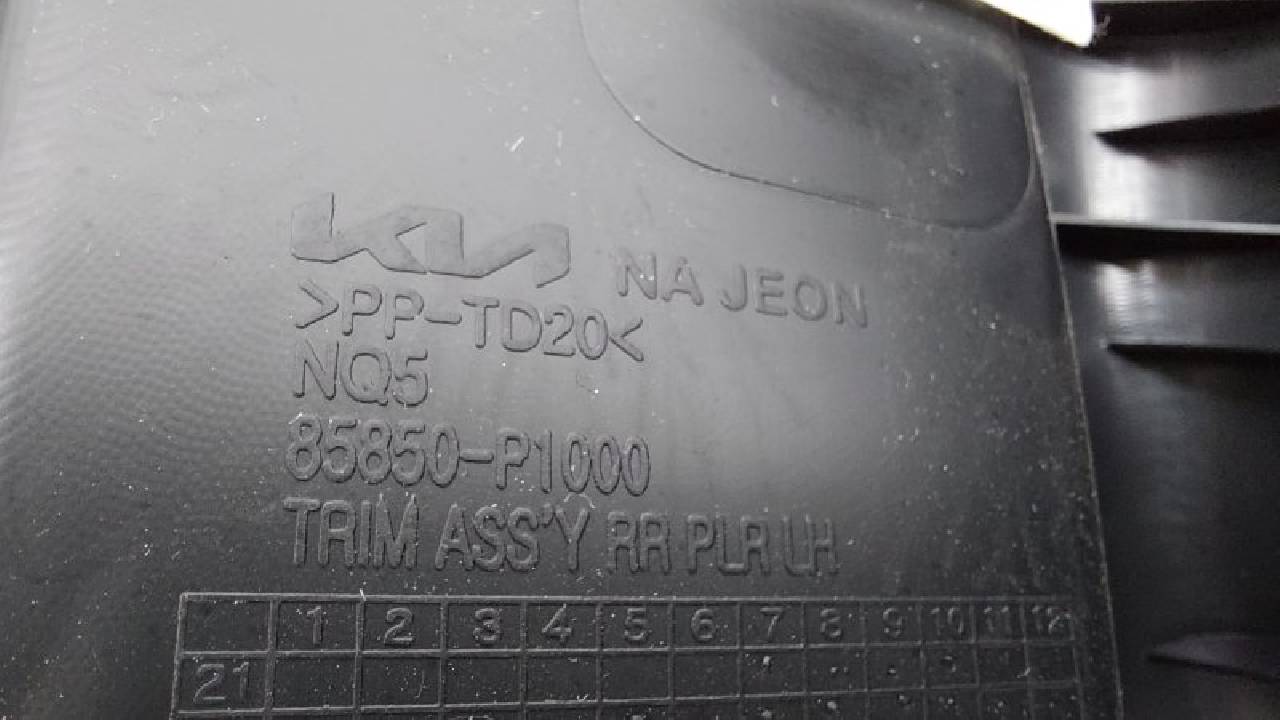 KIA NA JEON
>PP-TD20<
NQ5
85850-P1000
TRIM ASS'Y RR PLR LH
1 2 3 4 5 6 7 8 9 10 11 12
21